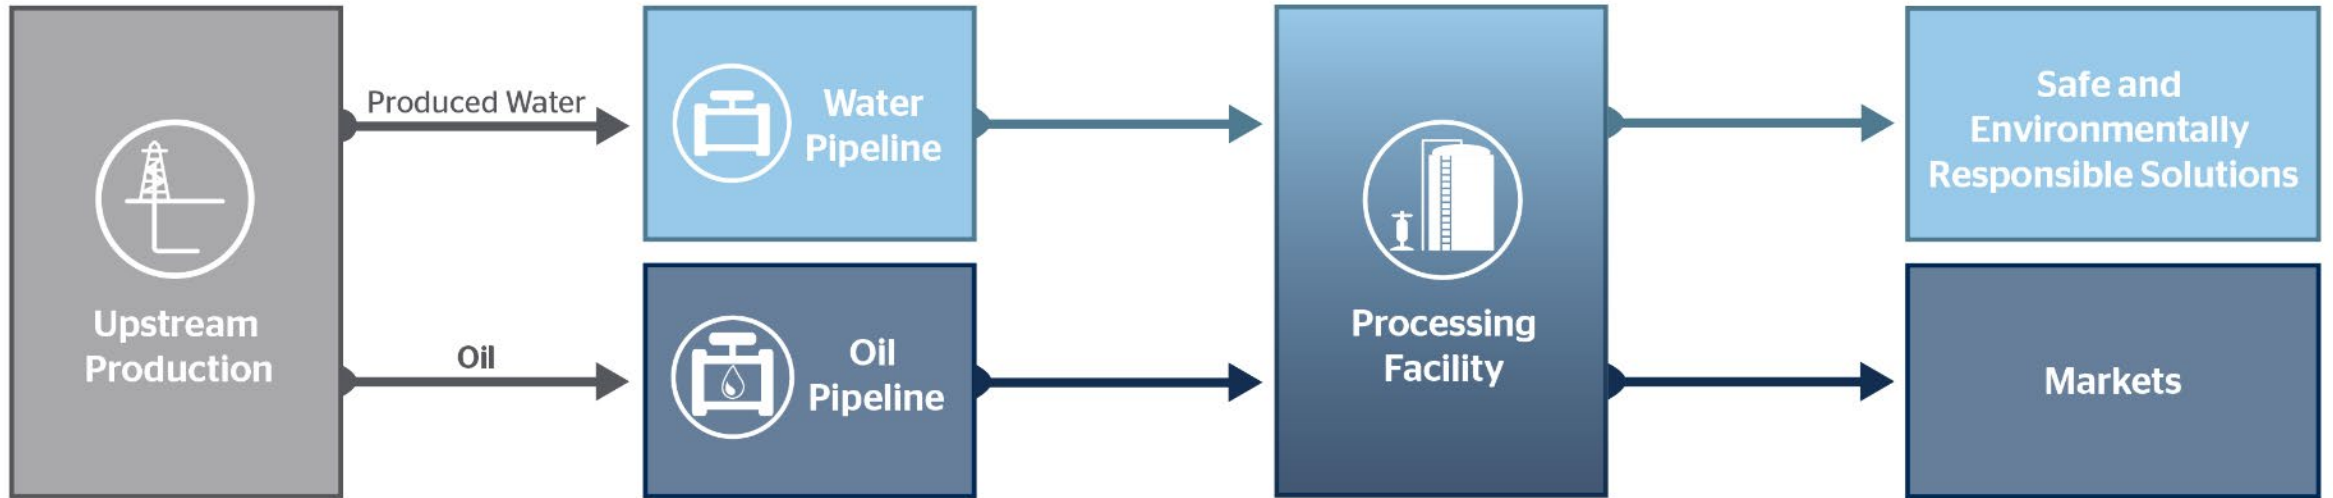 Upstream
Production
Produced Water
Oil
Water
Pipeline
Oil
Pipeline
Processing
Facility
Safe and
Environmentally
Responsible Solutions
Markets